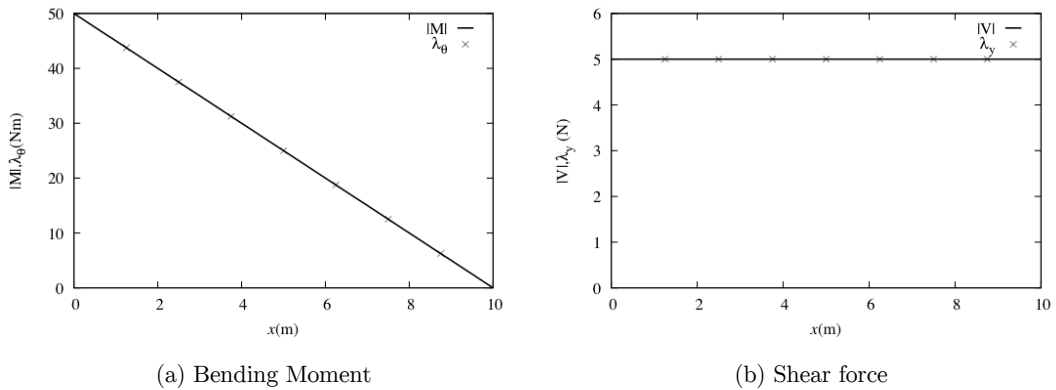 50
40
30
20
10
0
|M|,λθ(Nm)
|M|
λθ
0
2
4
6
8
10
x(m)
(a) Bending Moment
6
5
4
3
2
1
0
|V|,λy (N)
|V|
λy
0
2
4
6
8
10
x(m)
(b) Shear force